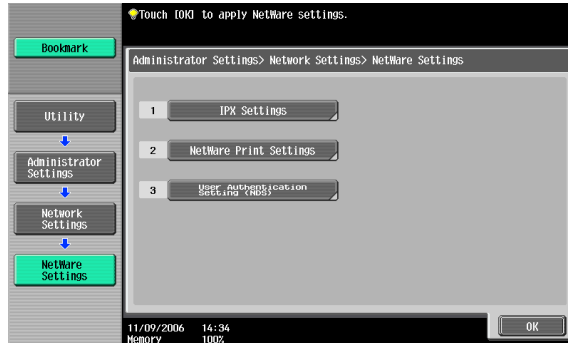 Touch [OK] to apply NetWare settings.
Bookmark
Administrator Settings> Network Settings> NetWare Settings
Utility
Administrator
Settings
Network
Settings
NetWare
Settings
1 IPX Settings
2 NetWare Print Settings
3 User Authentication
Setting (NDS)
11/09/2006 14:34
Memory 100%
OK